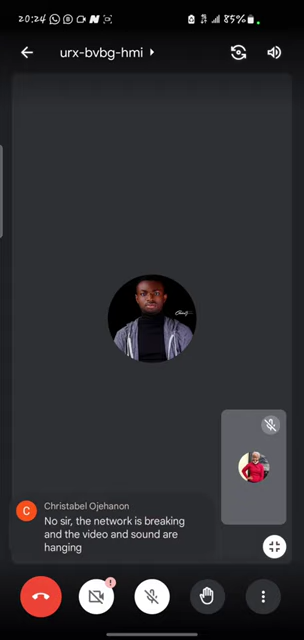 20:24
85%
urx-bvbg-hmi
C
Christabel Ojehanon
No sir, the network is breaking
and the video and sound are
hanging